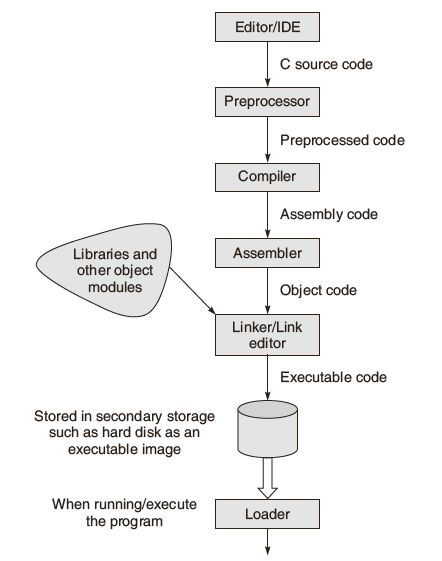 Editor/IDE
C source code
Preprocessor
Preprocessed code
Compiler
Assembly code
Assembler
Libraries and
other object
modules
Object code
Linker/Link
editor
Executable code
Stored in secondary storage
such as hard disk as an
executable image
When running/execute
the program
Loader